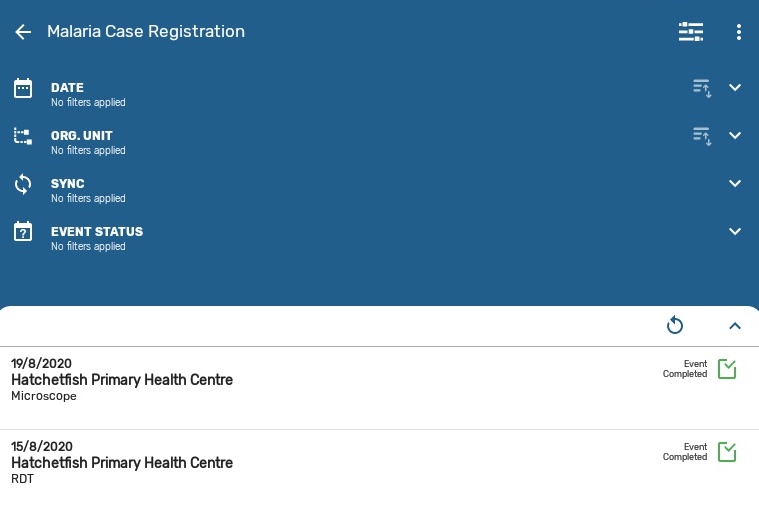 Malaria Case Registration
DATE
No filters applied
ORG. UNIT
No filters applied
SYNC
No filters applied
EVENT STATUS
No filters applied
19/8/2020
Hatchetfish Primary Health Centre
Microscope
Event
Completed
15/8/2020
Hatchetfish Primary Health Centre
RDT
Event
Completed